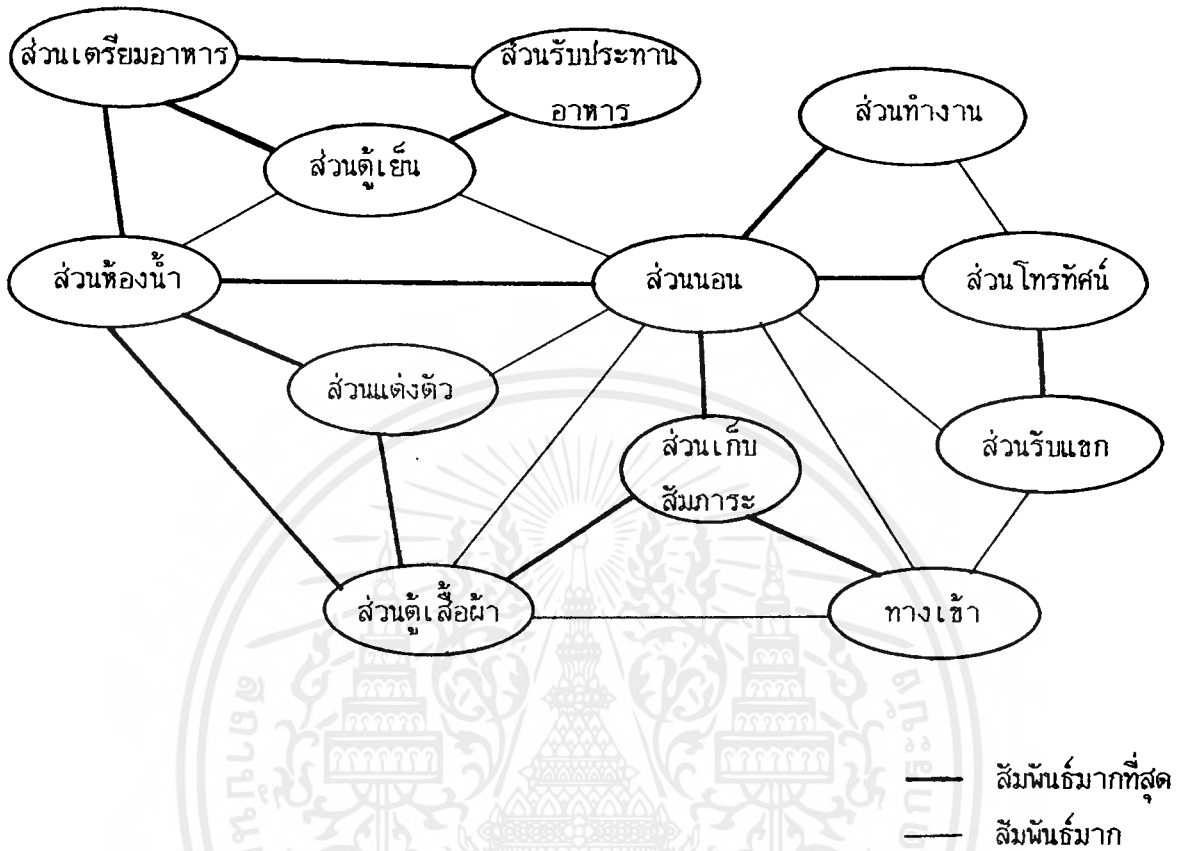 ส่วนเตรียมอาหาร
ส่วนรับประทาน
อาหาร
ส่วนทำงาน
ส่วนตู้เย็น
ส่วนห้องน้ำ
ส่วนนอน
ส่วนโทรทัศน์
ส่วนแต่งตัว
ส่วนเก็บ
สัมภาระ
ส่วนรับแขก
ส่วนตู้เสื้อผ้า
ทางเข้า
สัมพันธ์มากที่สุด
สัมพันธ์มาก